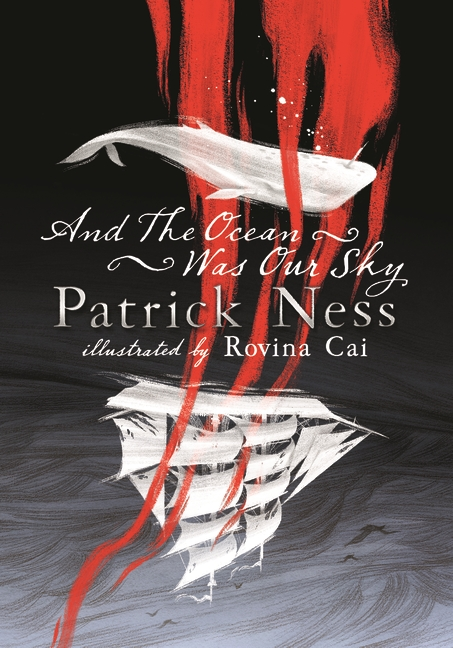 And The Ocean
Was Our Sky
Patrick Ness
illustrated by Rovina Cai